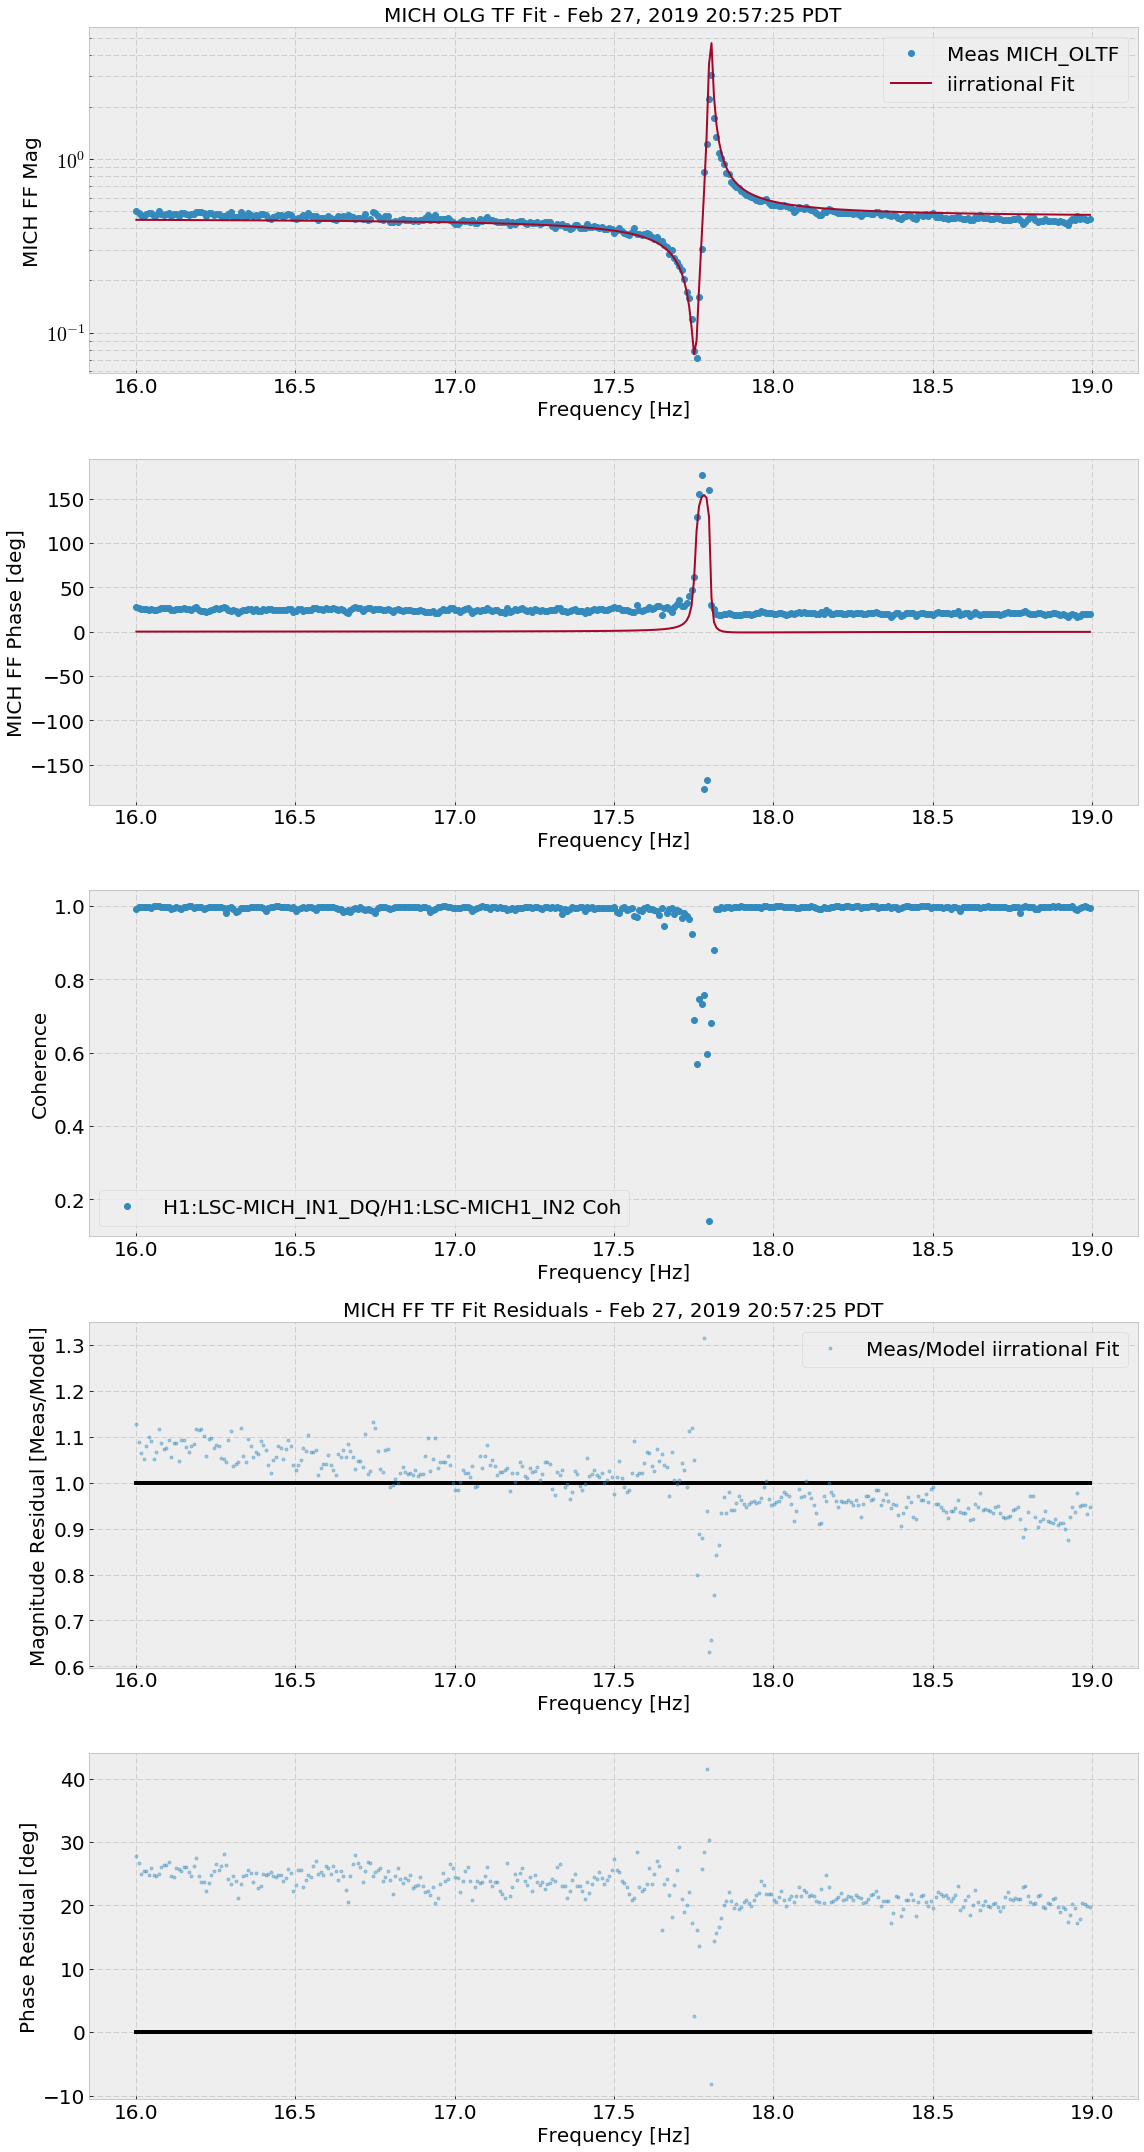 MICH OLG TF Fit - Feb 27, 2019 20:57:25 PDT
MICH FF Mag
10⁰
10⁻¹
Meas MICH_OLTF
iirrational Fit
16.0 16.5 17.0 17.5 18.0 18.5 19.0
Frequency [Hz]
MICH FF Phase [deg]
150
100
50
0
−50
−100
−150
16.0 16.5 17.0 17.5 18.0 18.5 19.0
Frequency [Hz]
Coherence
1.0
0.8
0.6
0.4
0.2
H1:LSC-MICH_IN1_DQ/H1:LSC-MICH1_IN2 Coh
16.0 16.5 17.0 17.5 18.0 18.5 19.0
Frequency [Hz]
MICH FF TF Fit Residuals - Feb 27, 2019 20:57:25 PDT
Magnitude Residual [Meas/Model]
1.3
1.2
1.1
1.0
0.9
0.8
0.7
0.6
Meas/Model iirrational Fit
16.0 16.5 17.0 17.5 18.0 18.5 19.0
Frequency [Hz]
Phase Residual [deg]
40
30
20
10
0
−10
16.0 16.5 17.0 17.5 18.0 18.5 19.0
Frequency [Hz]